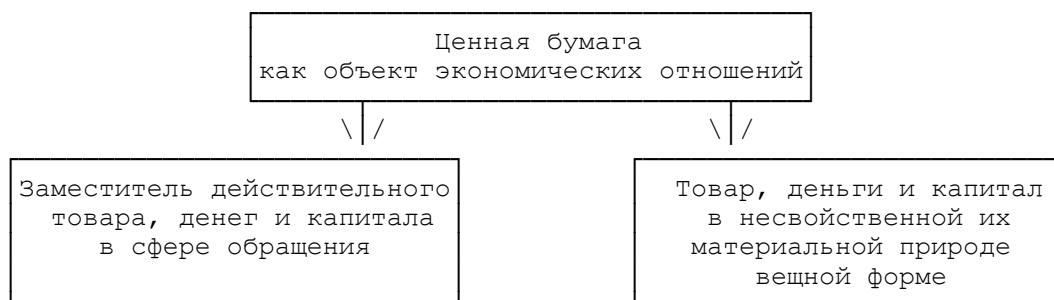 Ценная бумага
как объект экономических отношений
Заместитель действительного
товара, денег и капитала
в сфере обращения
Товар, деньги и капитал
в несвойственной их
материальной природе
вещной форме